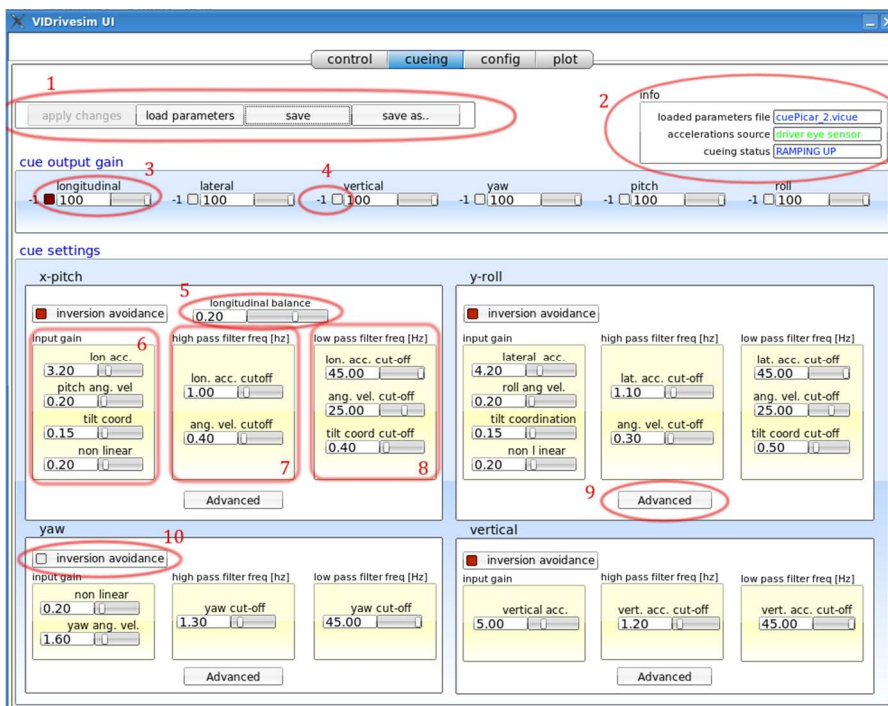 VIDrivesim UI
control cueing config plot
1
apply changes load parameters save save as..
2
info
loaded parameters file cuePicar_2.vicue
accelerations source driver eye sensor
cueing status RAMPING UP
cue output gain
3 4
longitudinal lateral vertical yaw pitch roll
-1 100 -1 100 -1 100 -1 100 -1 100 -1 100
cue settings
x-pitch
5
inversion avoidance
longitudinal balance
0.20
input gain 6
lon acc.
3.20
pitch ang. vel
0.20
tilt coord
0.15
non linear
0.20
high pass filter freq [hz]
lon. acc. cutoff
1.00
ang. vel. cutoff
0.40
7
low pass filter freq [Hz]
lon. acc. cut-off
45.00
ang. vel. cut-off
25.00
tilt coord cut-off
0.40
8
Advanced
y-roll
inversion avoidance
input gain
lateral acc.
4.20
roll ang vel.
0.20
tilt coordination
0.15
non l inear
0.20
high pass filter freq [hz]
lat. acc. cut-off
1.10
ang. vel. cut-off
0.30
low pass filter freq [Hz]
lat. acc. cut-off
45.00
ang. vel. cut-off
25.00
tilt coord cut-off
0.50
9
Advanced
yaw
10
inversion avoidance
input gain
non linear
0.20
yaw ang. vel.
1.60
high pass filter freq [hz]
yaw cut-off
1.30
low pass filter freq [Hz]
yaw cut-off
45.00
Advanced
vertical
inversion avoidance
input gain
vertical acc.
5.00
high pass filter freq [hz]
vert. acc. cut-off
1.20
low pass filter freq [Hz]
vert. acc. cut-off
45.00
Advanced